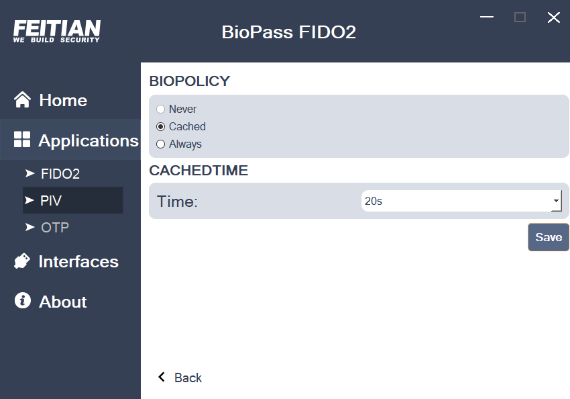 FEITIAN
WE BUILD SECURITY
BioPass FIDO2
Home
Applications
FIDO2
PIV
OTP
Interfaces
About
BIOPOLICY
Never
Cached
Always
CACHEDTIME
Time: 20s
Save
Back